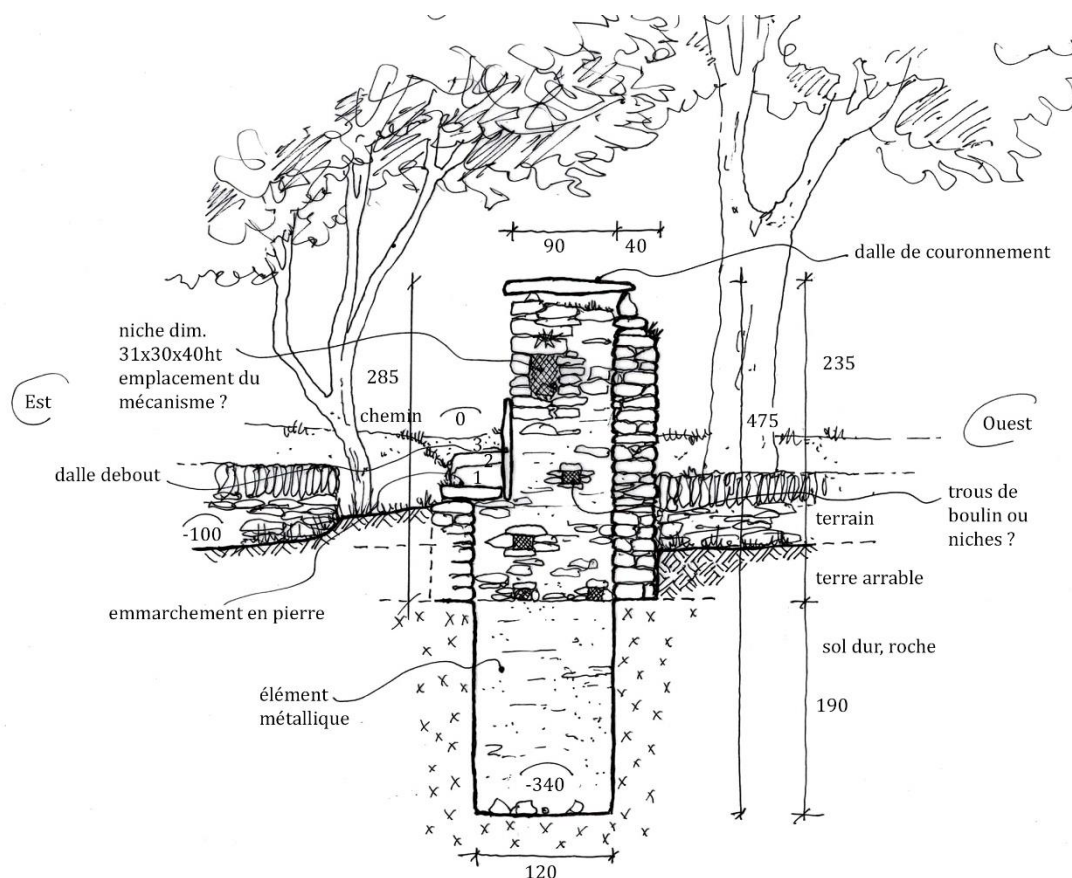 90
40
dalle de couronnement
niche dim.
31x30x40ht
emplacement du
mécanisme ?
285
235
Est
chemin
0
475
Ouest
3
2
1
dalle debout
trous de
boulin ou
niches ?
-100
terrain
terre arrable
emmarchement en pierre
sol dur, roche
élément
métallique
190
-340
120